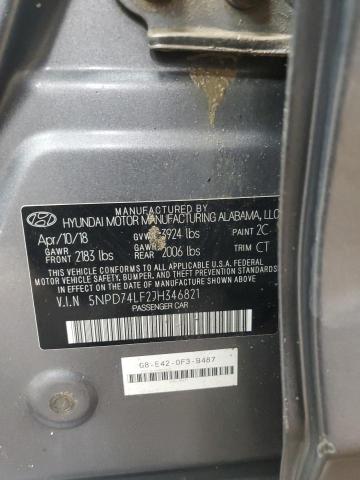 MANUFACTURED BY
HYUNDAI MOTOR MANUFACTURING ALABAMA, LLC
Apr/10/18 GVWR 3924 lbs PAINT 2C
GAWR FRONT 2183 lbs GAWR REAR 2006 lbs TRIM CT
THIS VEHICLE CONFORMS TO ALL APPLICABLE U.S. FEDERAL
MOTOR VEHICLE SAFETY, BUMPER, AND THEFT PREVENTION
STANDARDS IN EFFECT ON THE DATE OF MANUFACTURE SHOWN ABOVE.
V.I.N 5NPD74LF2JH346821
PASSENGER CAR
G8-E42-0F3-9487